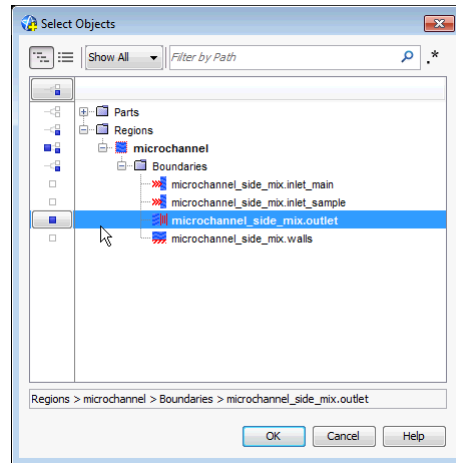 Select Objects
Show All Filter by Path .*
Parts
Regions
microchannel
Boundaries
microchannel_side_mix.inlet_main
microchannel_side_mix.inlet_sample
microchannel_side_mix.outlet
microchannel_side_mix.walls
Regions > microchannel > Boundaries > microchannel_side_mix.outlet
OK Cancel Help